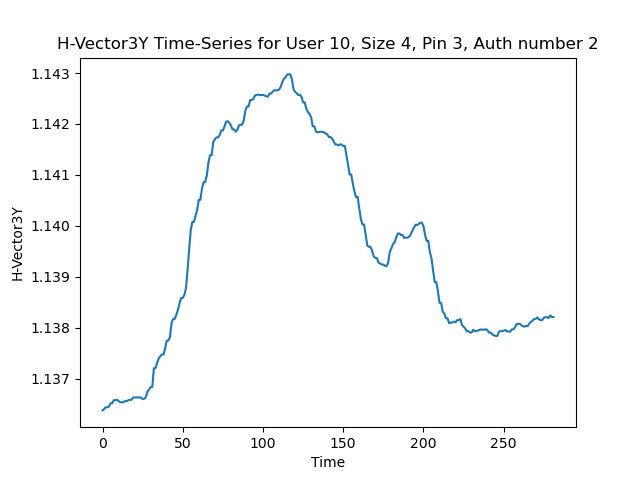 H-Vector3Y Time-Series for User 10, Size 4, Pin 3, Auth number 2
1.143
1.142
1.141
1.140
1.139
1.138
1.137
H-Vector3Y
0 50 100 150 200 250
Time